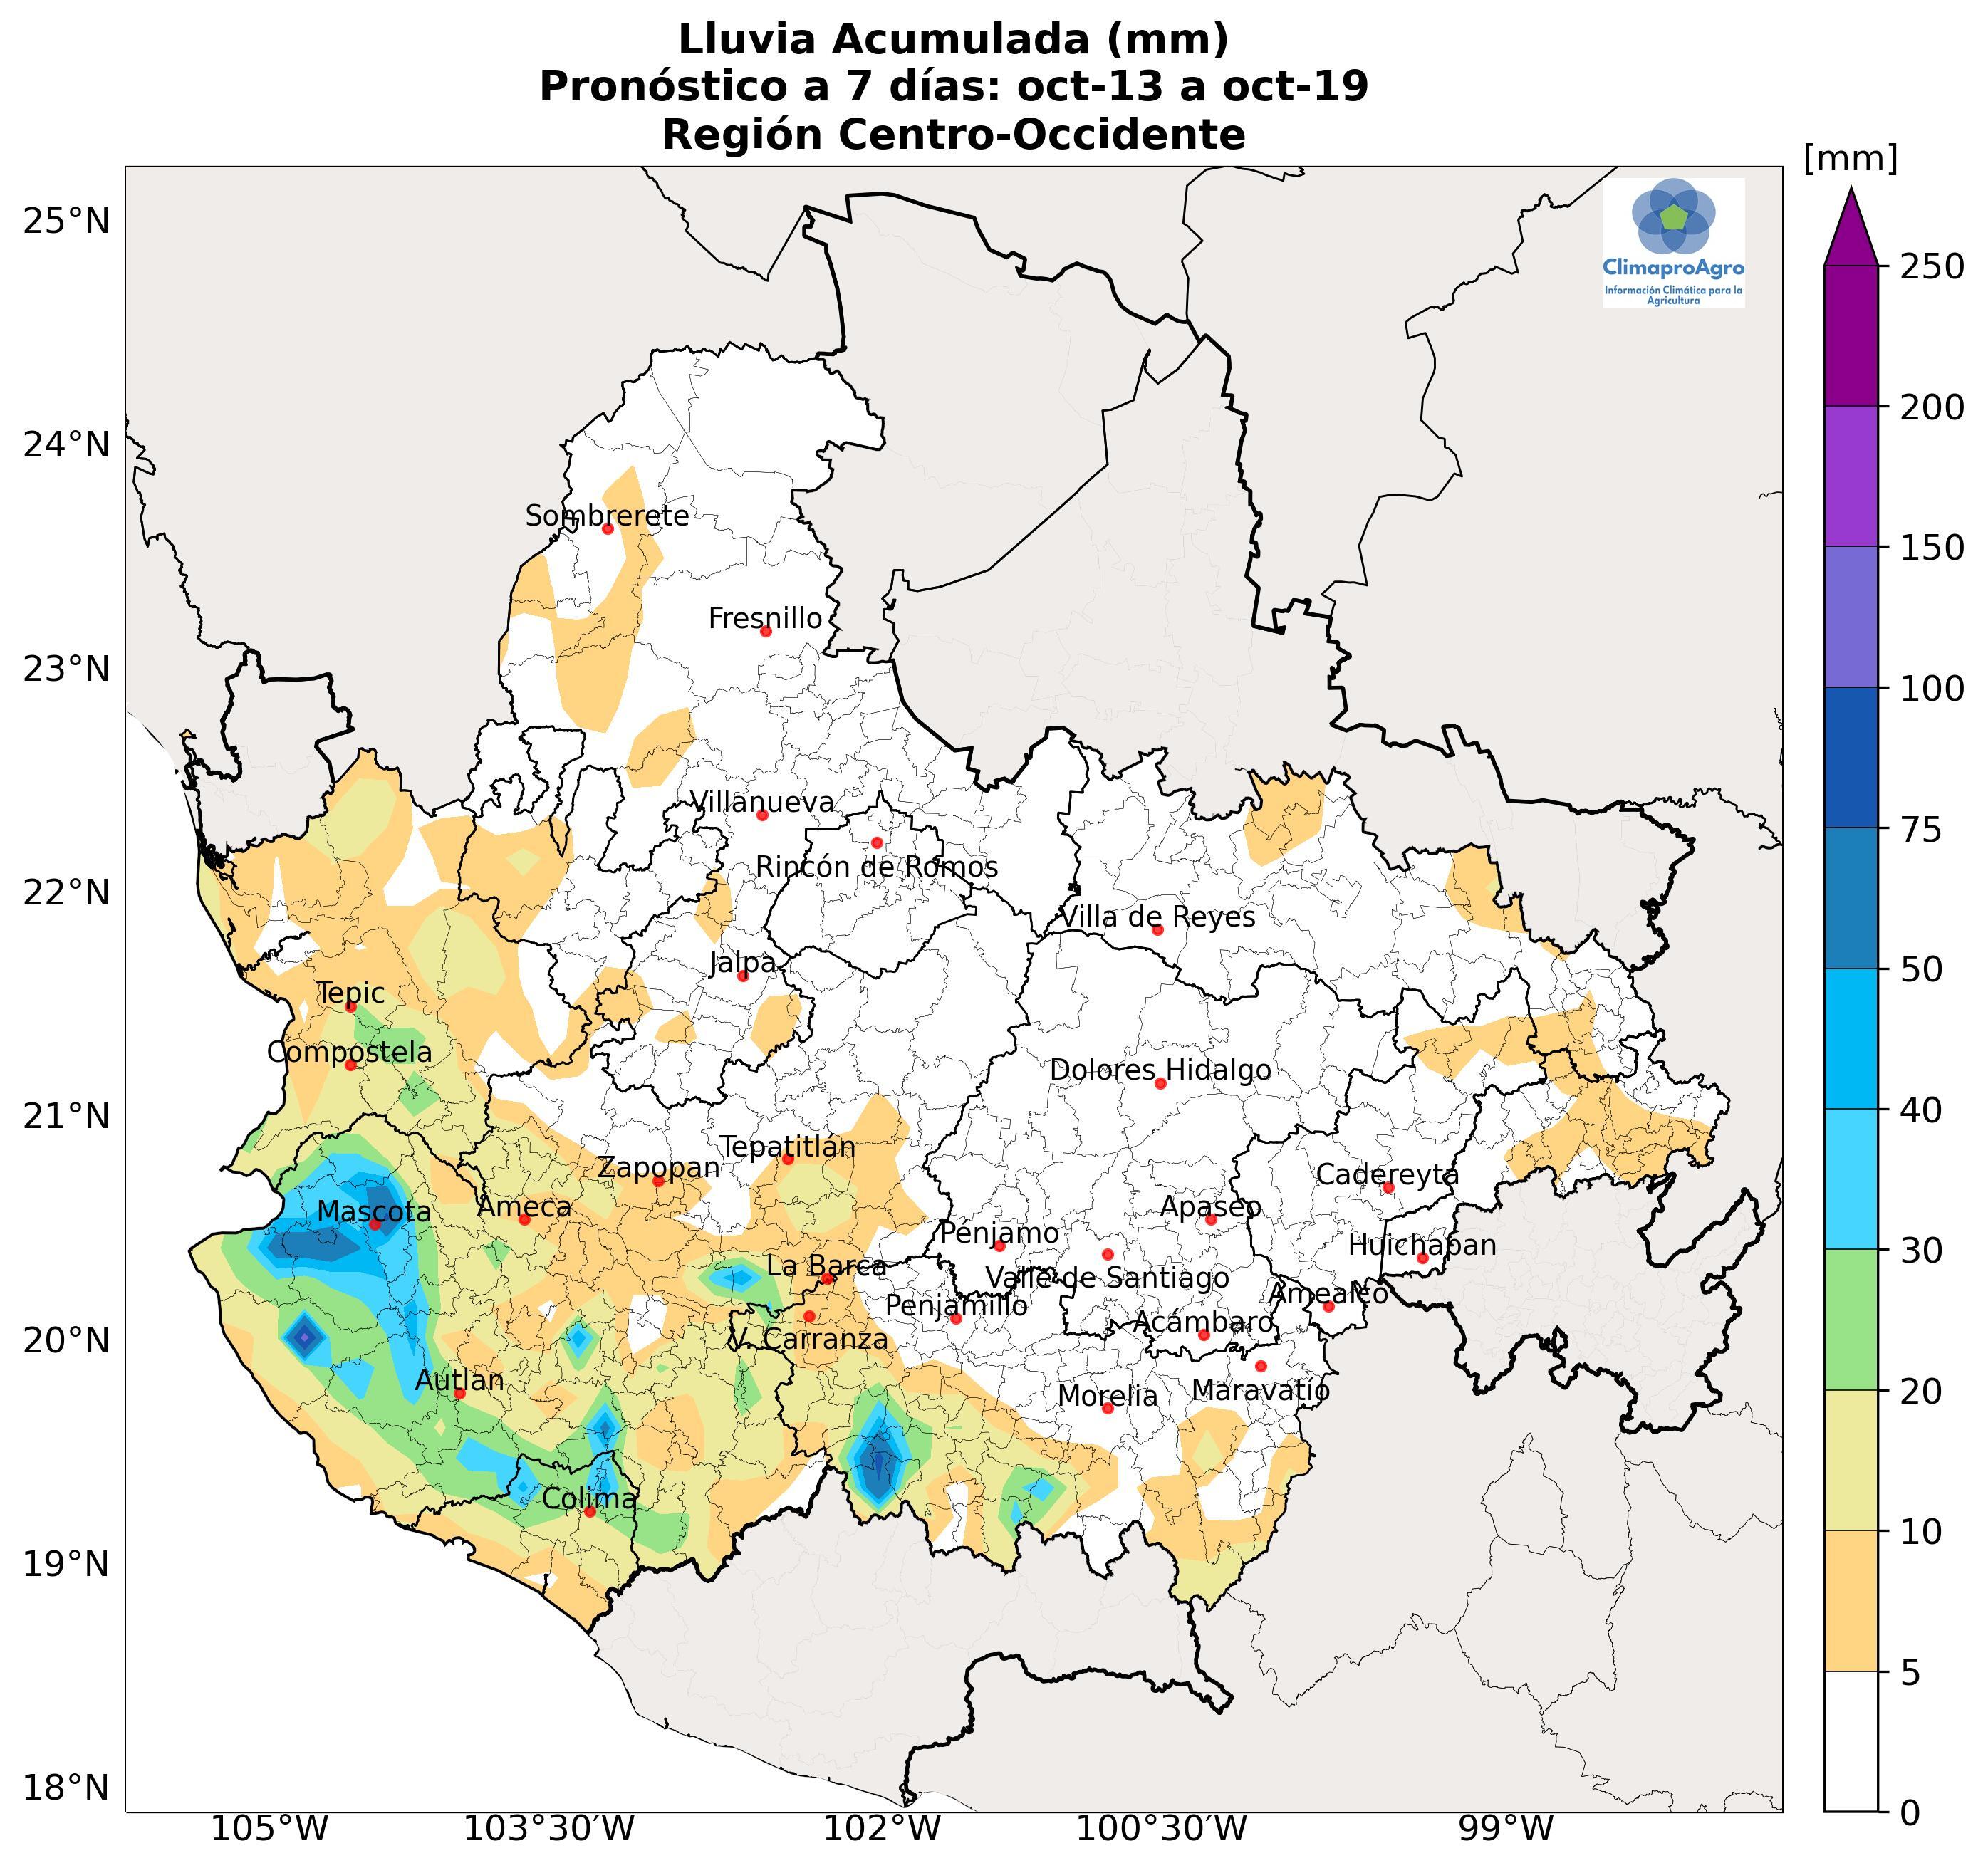 Lluvia Acumulada (mm)
Pronóstico a 7 días: oct-13 a oct-19
Región Centro-Occidente
[mm]
25°N
ClimaproAgro
Información Climática para la
Agricultura
250
200
24°N
Sombrerete
150
Fresnillo
23°N
100
Villanueva
75
Rincón de Romos
22°N
Villa de Reyes
Jalpa
50
Tepic
Compostela
Dolores Hidalgo
21°N
40
Tepatitlán
Zapopan
Cadereyta
Mascota
Ameca
Apaseo
Pénjamo
Huichapan
30
La Barca
Valle de Santiago
Amealco
Penjamillo
Acámbaro
20°N
V. Carranza
Autlan
Morelia
Maravatío
20
Colima
10
19°N
5
18°N
0
105°W
103°30'W
102°W
100°30'W
99°W